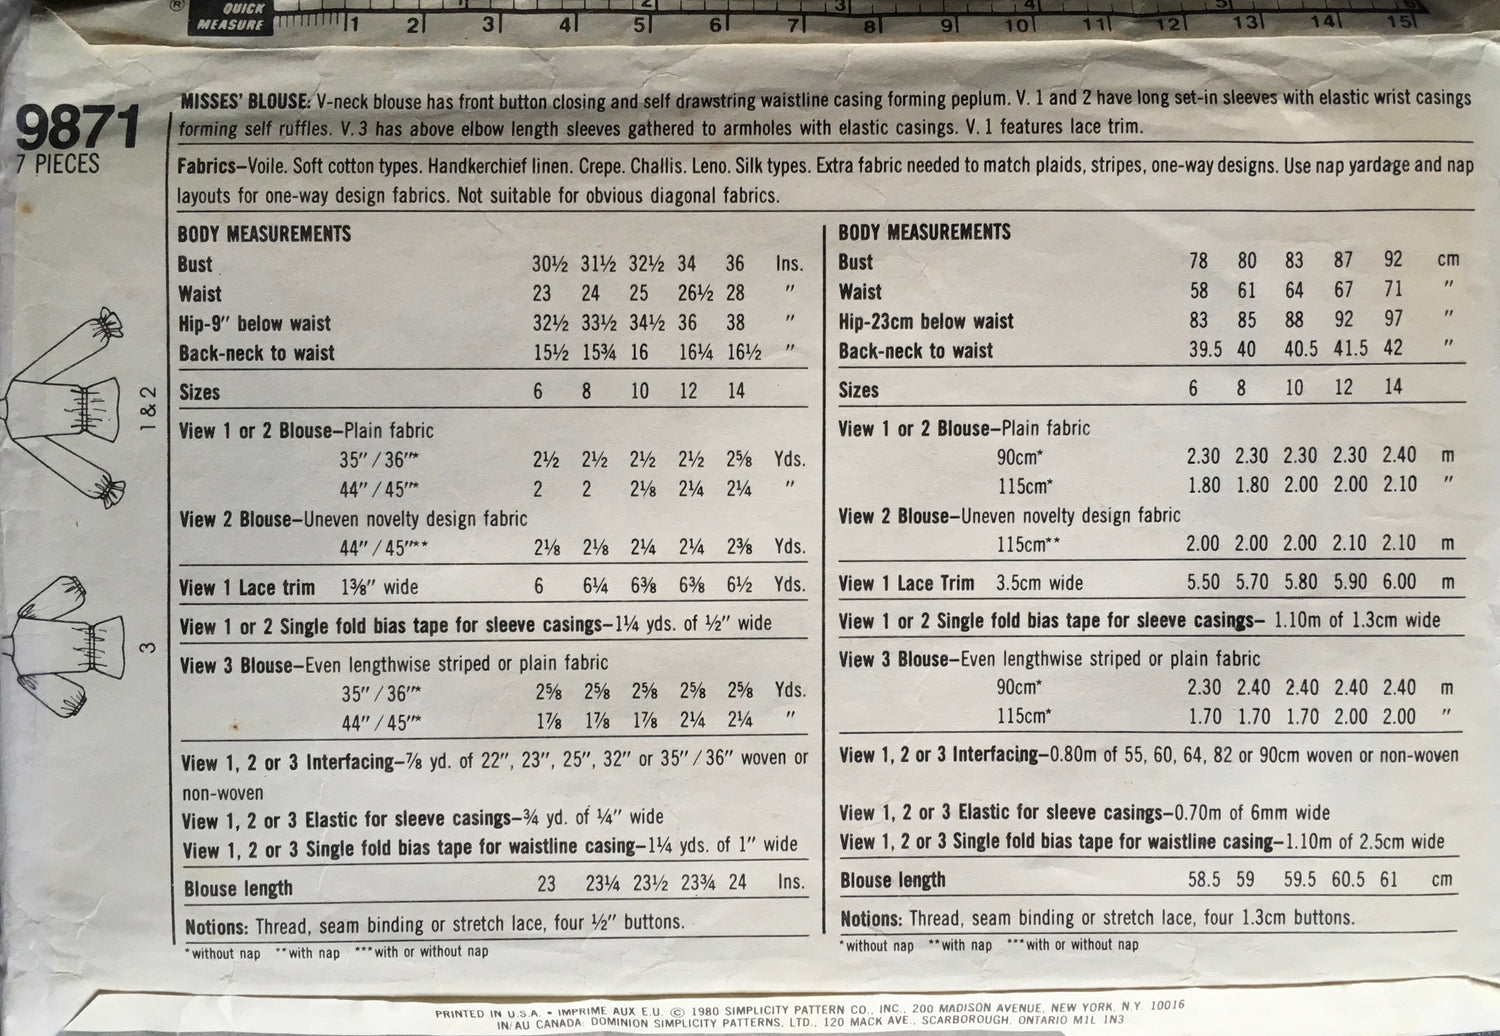 ® QUICK MEASURE 1 2 3 4 5 6 7 8 9 10 11 12 13 14 15
9871
7 PIECES
MISSES' BLOUSE: V-neck blouse has front button closing and self drawstring waistline casing forming peplum. V. 1 and 2 have long set-in sleeves with elastic wrist casings
forming self ruffles. V. 3 has above elbow length sleeves gathered to armholes with elastic casings. V. 1 features lace trim.
Fabrics—Voile. Soft cotton types. Handkerchief linen. Crepe. Challis. Leno. Silk types. Extra fabric needed to match plaids, stripes, one-way designs. Use nap yardage and nap
layouts for one-way design fabrics. Not suitable for obvious diagonal fabrics.
BODY MEASUREMENTS
Bust 30½ 31½ 32½ 34 36 Ins.
Waist 23 24 25 26½ 28 "
Hip-9" below waist 32½ 33½ 34½ 36 38 "
Back-neck to waist 15½ 15¾ 16 16¼ 16½ "
Sizes 6 8 10 12 14
View 1 or 2 Blouse—Plain fabric
35"/36"* 2½ 2½ 2½ 2½ 2⅝ Yds.
44"/45"* 2 2 2⅛ 2¼ 2¼ "
View 2 Blouse—Uneven novelty design fabric
44"/45"** 2⅛ 2⅛ 2¼ 2¼ 2⅜ Yds.
View 1 Lace trim 1⅜" wide 6 6¼ 6⅜ 6⅜ 6½ Yds.
View 1 or 2 Single fold bias tape for sleeve casings—1¼ yds. of ½" wide
View 3 Blouse—Even lengthwise striped or plain fabric
35"/36"* 2⅝ 2⅝ 2⅝ 2⅝ 2⅝ Yds.
44"/45"* 1⅞ 1⅞ 1⅞ 2¼ 2¼ "
View 1, 2 or 3 Interfacing—⅞ yd. of 22", 23", 25", 32" or 35"/36" woven or
non-woven
View 1, 2 or 3 Elastic for sleeve casings—¾ yd. of ¼" wide
View 1, 2 or 3 Single fold bias tape for waistline casing—1¼ yds. of 1" wide
Blouse length 23 23¼ 23½ 23¾ 24 Ins.
Notions: Thread, seam binding or stretch lace, four ½" buttons.
*without nap **with nap ***with or without nap
BODY MEASUREMENTS
Bust 78 80 83 87 92 cm
Waist 58 61 64 67 71 "
Hip-23cm below waist 83 85 88 92 97 "
Back-neck to waist 39.5 40 40.5 41.5 42 "
Sizes 6 8 10 12 14
View 1 or 2 Blouse—Plain fabric
90cm* 2.30 2.30 2.30 2.30 2.40 m
115cm* 1.80 1.80 2.00 2.00 2.10 "
View 2 Blouse—Uneven novelty design fabric
115cm** 2.00 2.00 2.00 2.10 2.10 m
View 1 Lace Trim 3.5cm wide 5.50 5.70 5.80 5.90 6.00 m
View 1 or 2 Single fold bias tape for sleeve casings— 1.10m of 1.3cm wide
View 3 Blouse—Even lengthwise striped or plain fabric
90cm* 2.30 2.40 2.40 2.40 2.40 m
115cm* 1.70 1.70 1.70 2.00 2.00 "
View 1, 2 or 3 Interfacing—0.80m of 55, 60, 64, 82 or 90cm woven or non-woven
View 1, 2 or 3 Elastic for sleeve casings—0.70m of 6mm wide
View 1, 2 or 3 Single fold bias tape for waistline casing—1.10m of 2.5cm wide
Blouse length 58.5 59 59.5 60.5 61 cm
Notions: Thread, seam binding or stretch lace, four 1.3cm buttons.
*without nap **with nap ***with or without nap
1 & 2
3
PRINTED IN U.S.A. • IMPRIME AUX E.U. © 1980 SIMPLICITY PATTERN CO., INC., 200 MADISON AVENUE, NEW YORK, N.Y. 10016
IN/AU CANADA: DOMINION SIMPLICITY PATTERNS, LTD., 120 MACK AVE., SCARBOROUGH, ONTARIO M1L 1N3